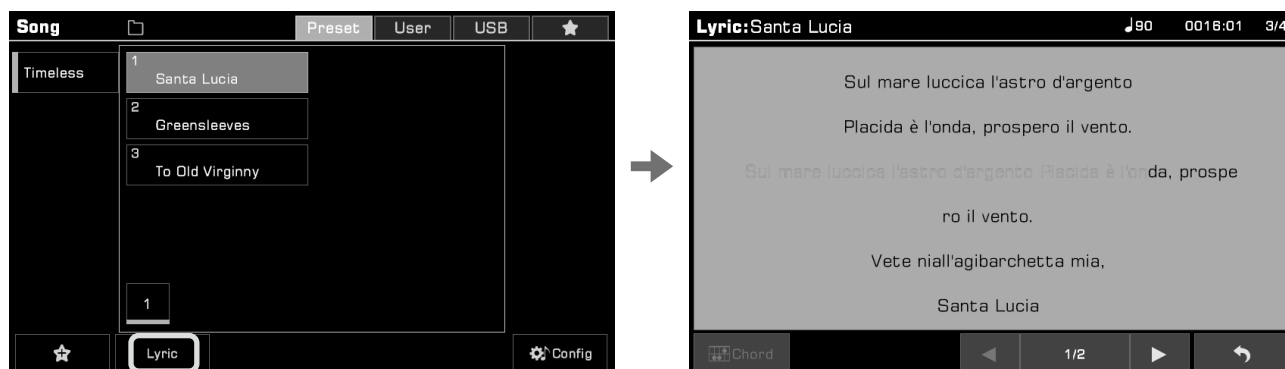 Song
Preset
User
USB
Timeless
1
Santa Lucia
2
Greensleeves
3
To Old Virginny
1
Lyric
Config
Lyric:Santa Lucia
90
0016:01
3/4
Sul mare luccica l'astro d'argento
Placida è l'onda, prospero il vento.
Sul mare luccica l'astro d'argento Placida è l'onda, prospe
ro il vento.
Vete niall'agibarchetta mia,
Santa Lucia
Chord
1/2